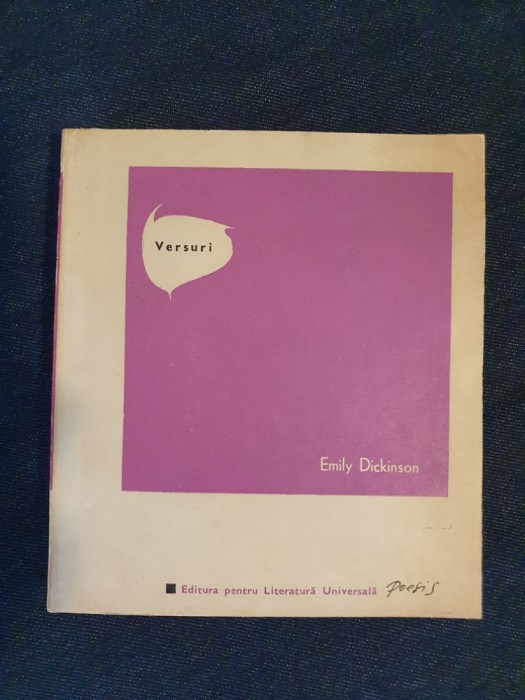 Versuri
Emily Dickinson
Editura pentru Literatură Universală Poesis